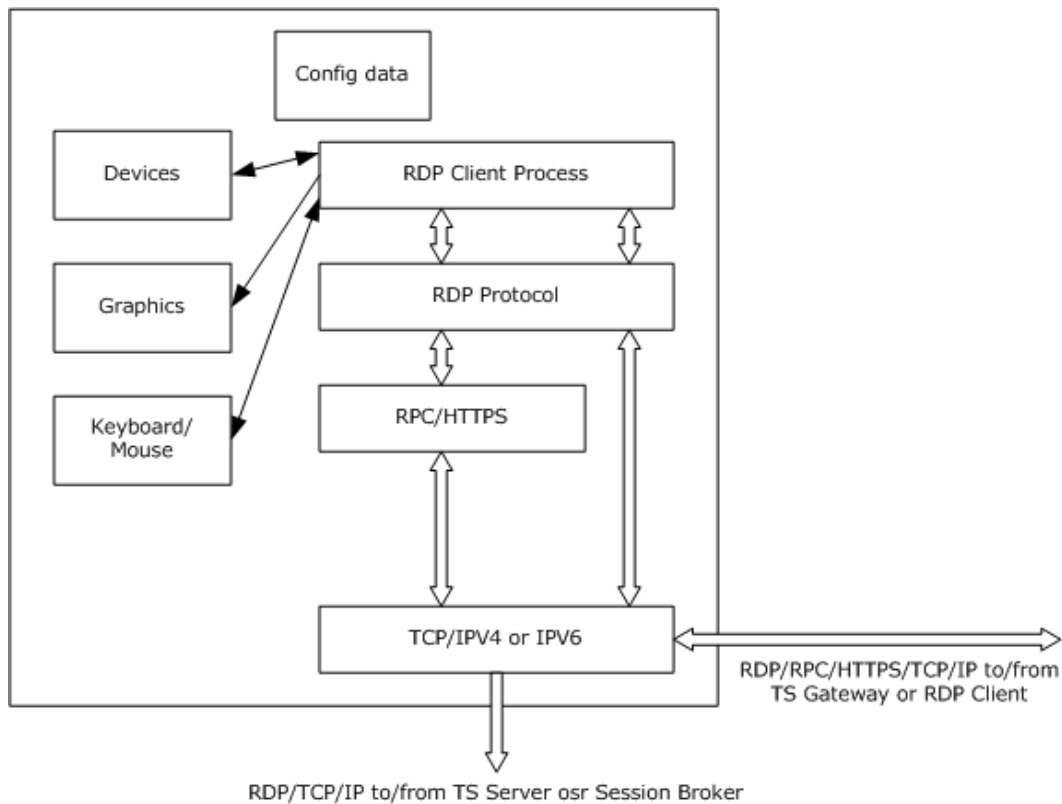 Config data
Devices
RDP Client Process
Graphics
RDP Protocol
Keyboard/
Mouse
RPC/HTTPS
TCP/IPV4 or IPV6
RDP/RPC/HTTPS/TCP/IP to/from
TS Gateway or RDP Client
RDP/TCP/IP to/from TS Server osr Session Broker